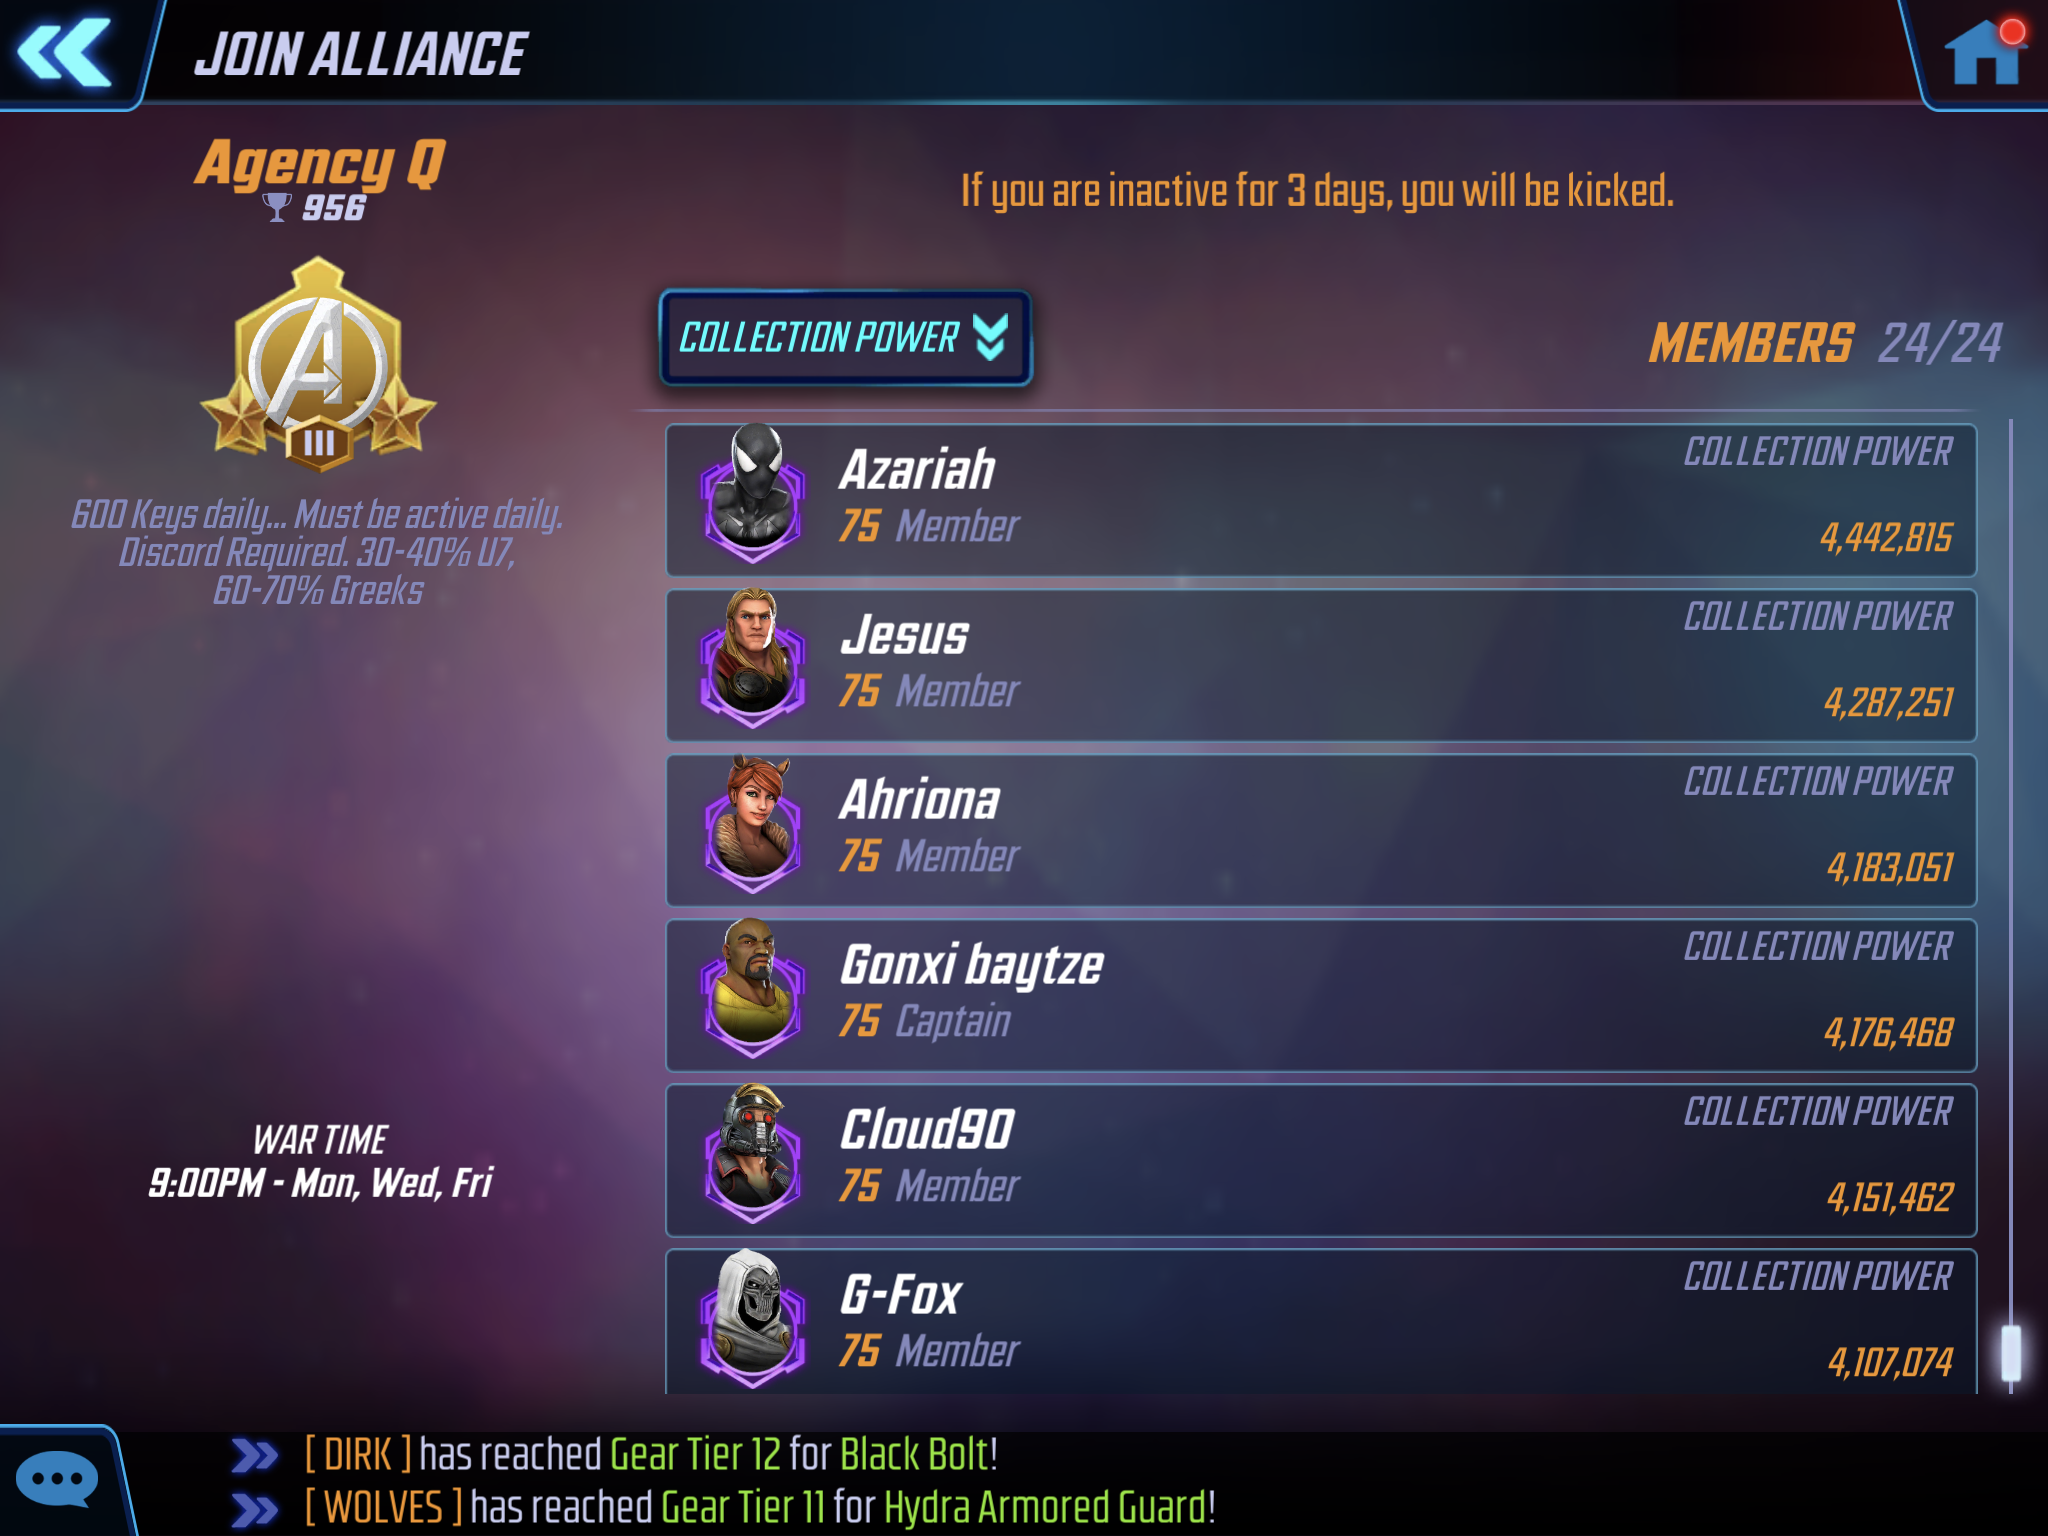 JOIN ALLIANCE
Agency Q
956
If you are inactive for 3 days, you will be kicked.
A
III
600 Keys daily... Must be active daily.
Discord Required. 30-40% U7,
60-70% Greeks
WAR TIME
9:00PM - Mon, Wed, Fri
COLLECTION POWER
MEMBERS 24/24
Azariah
75 Member
COLLECTION POWER
4,442,815
Jesus
75 Member
COLLECTION POWER
4,287,251
Ahriona
75 Member
COLLECTION POWER
4,183,051
Gonxi baytze
75 Captain
COLLECTION POWER
4,176,468
Cloud90
75 Member
COLLECTION POWER
4,151,462
G-Fox
75 Member
COLLECTION POWER
4,107,074
[ DIRK ] has reached Gear Tier 12 for Black Bolt!
[ WOLVES ] has reached Gear Tier 11 for Hydra Armored Guard!